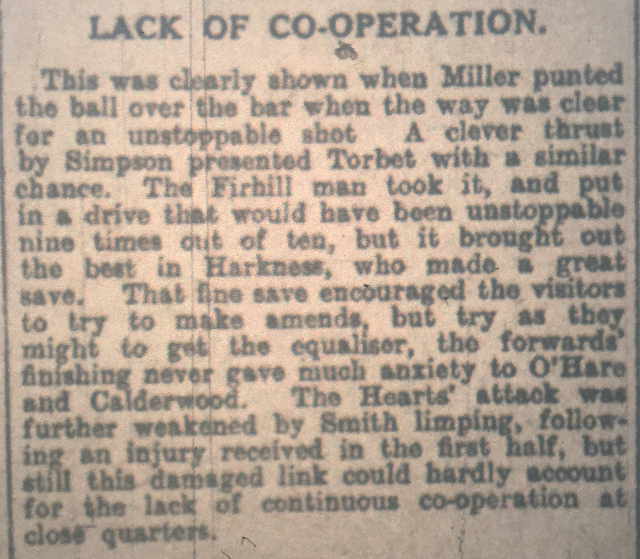 LACK OF CO-OPERATION.
This was clearly shown when Miller punted
the ball over the bar when the way was clear
for an unstoppable shot A clever thrust
by Simpson presented Torbet with a similar
chance. The Firhill man took it, and put
in a drive that would have been unstoppable
nine times out of ten, but it brought out
the best in Harkness, who made a great
save. That fine save encouraged the visitors
to try to make amends, but try as they
might to get the equaliser, the forwards'
finishing never gave much anxiety to O'Hare
and Calderwood. The Hearts' attack was
further weakened by Smith limping, follow-
ing an injury received in the first half, but
still this damaged link could hardly account
for the lack of continuous co-operation at
close quarters.